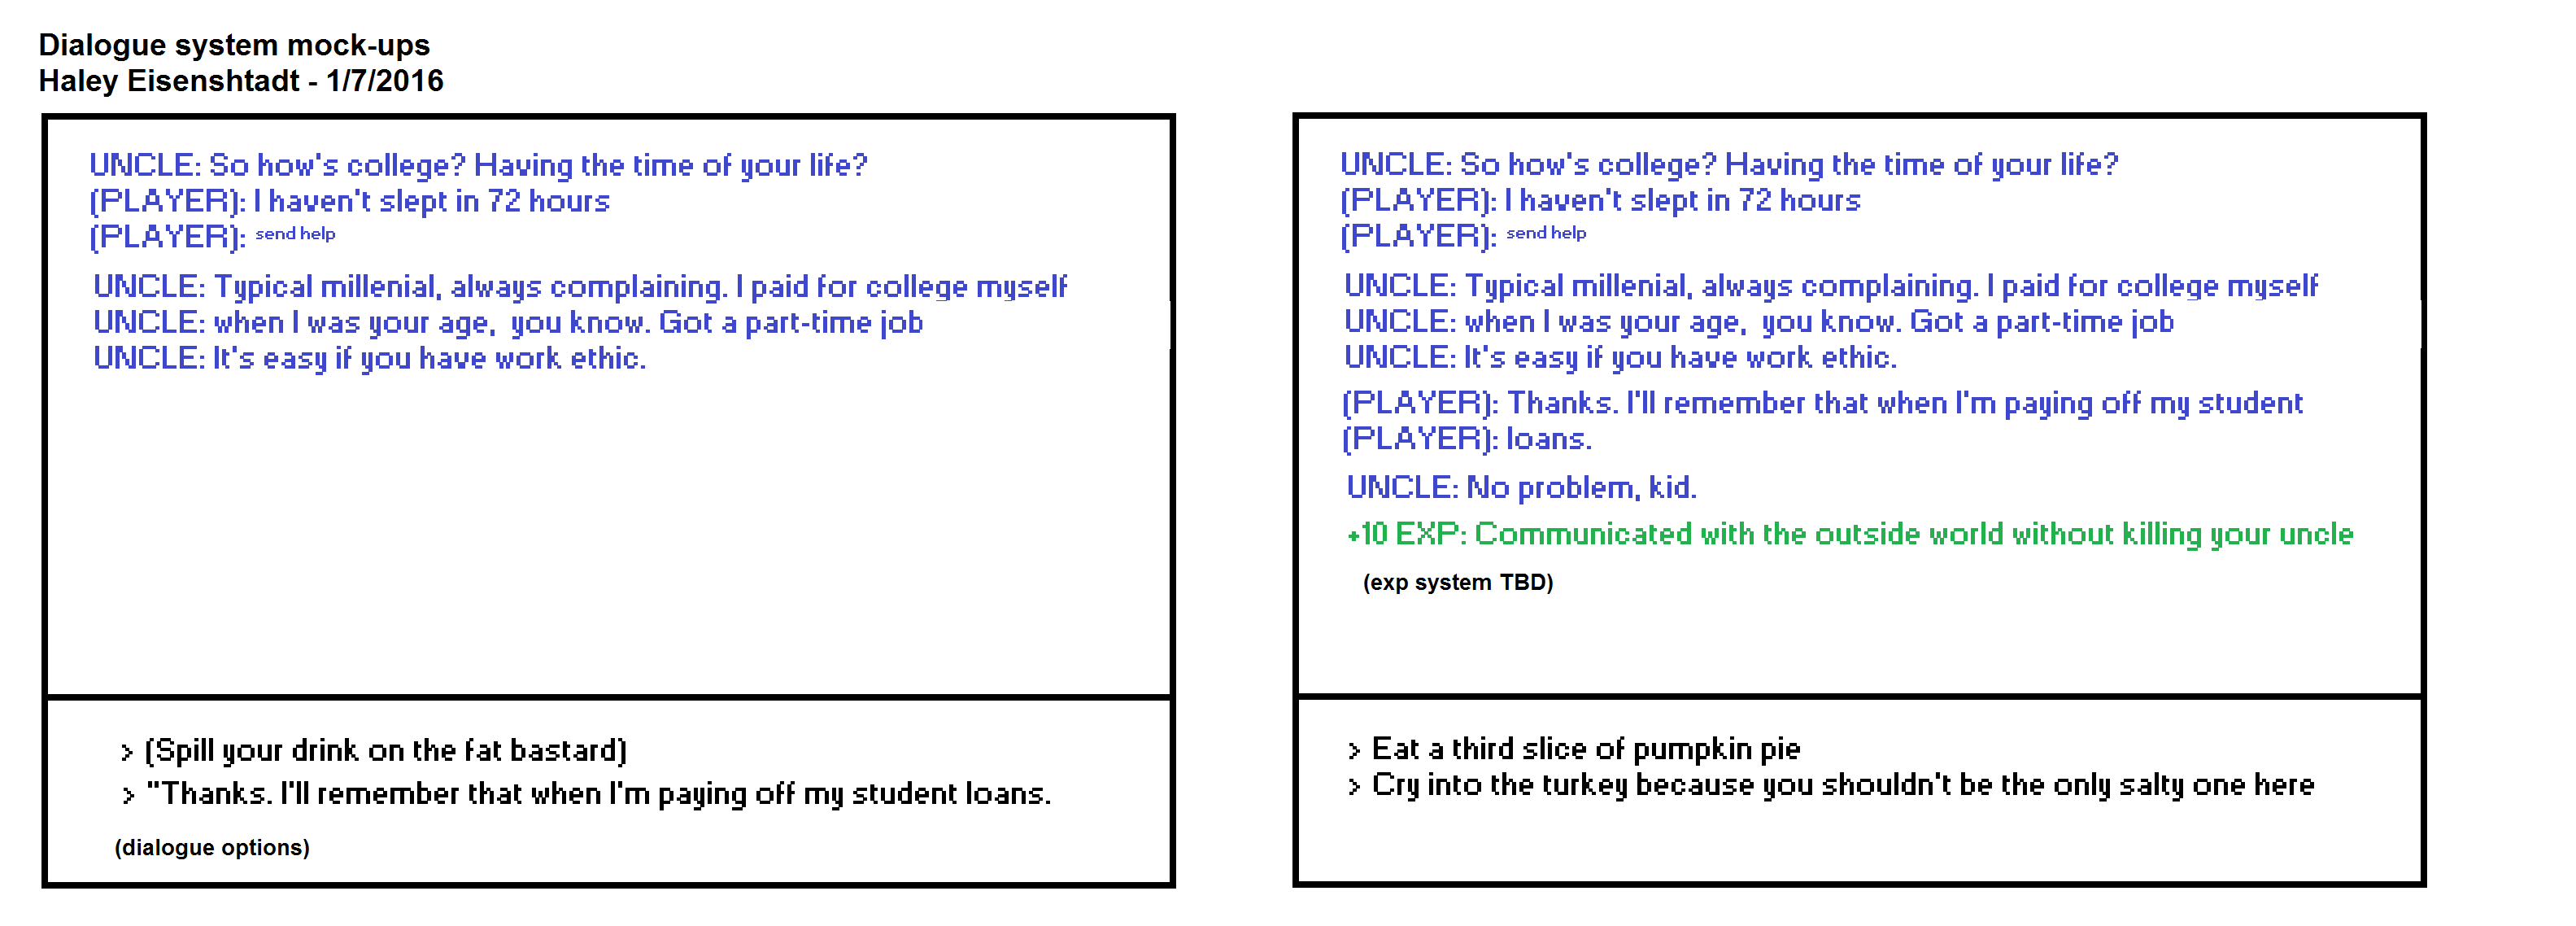 Dialogue system mock-ups
Haley Eisenshtadt - 1/7/2016
UNCLE: So how's college? Having the time of your life?
(PLAYER): I haven't slept in 72 hours
(PLAYER): send help
UNCLE: Typical millenial, always complaining. I paid for college myself
UNCLE: when I was your age,  you know. Got a part-time job
UNCLE: It's easy if you have work ethic.
> (Spill your drink on the fat bastard)
> "Thanks. I'll remember that when I'm paying off my student loans.
(dialogue options)
UNCLE: So how's college? Having the time of your life?
(PLAYER): I haven't slept in 72 hours
(PLAYER): send help
UNCLE: Typical millenial, always complaining. I paid for college myself
UNCLE: when I was your age,  you know. Got a part-time job
UNCLE: It's easy if you have work ethic.
(PLAYER): Thanks. I'll remember that when I'm paying off my student
(PLAYER): loans.
UNCLE: No problem, kid.
+10 EXP: Communicated with the outside world without killing your uncle
(exp system TBD)
> Eat a third slice of pumpkin pie
> Cry into the turkey because you shouldn't be the only salty one here